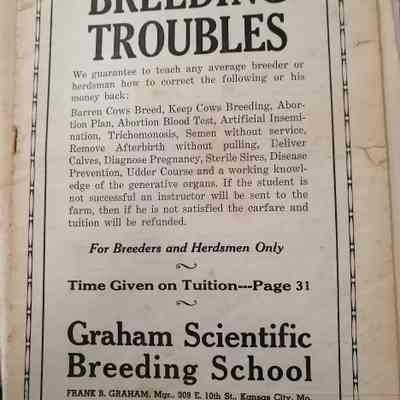 BREEDING
TROUBLES
We guarantee to teach any average breeder or
herdsman how to correct the following or his
money back:
Barren Cows Breed, Keep Cows Breeding, Abor-
tion Plan, Abortion Blood Test, Artificial Insemi-
nation, Trichomonosis, Semen without service,
Remove Afterbirth without pulling, Deliver
Calves, Diagnose Pregnancy, Sterile Sires, Disease
Prevention, Udder Course and a working knowl-
edge of the generative organs. If the student is
not successful an instructor will be sent to the
farm, then if he is not satisfied the carfare and
tuition will be refunded.
For Breeders and Herdsmen Only
Time Given on Tuition---Page 31
Graham Scientific
Breeding School
FRANK B. GRAHAM, Mgr., 209 E. 10th St., Kansas City, Mo.